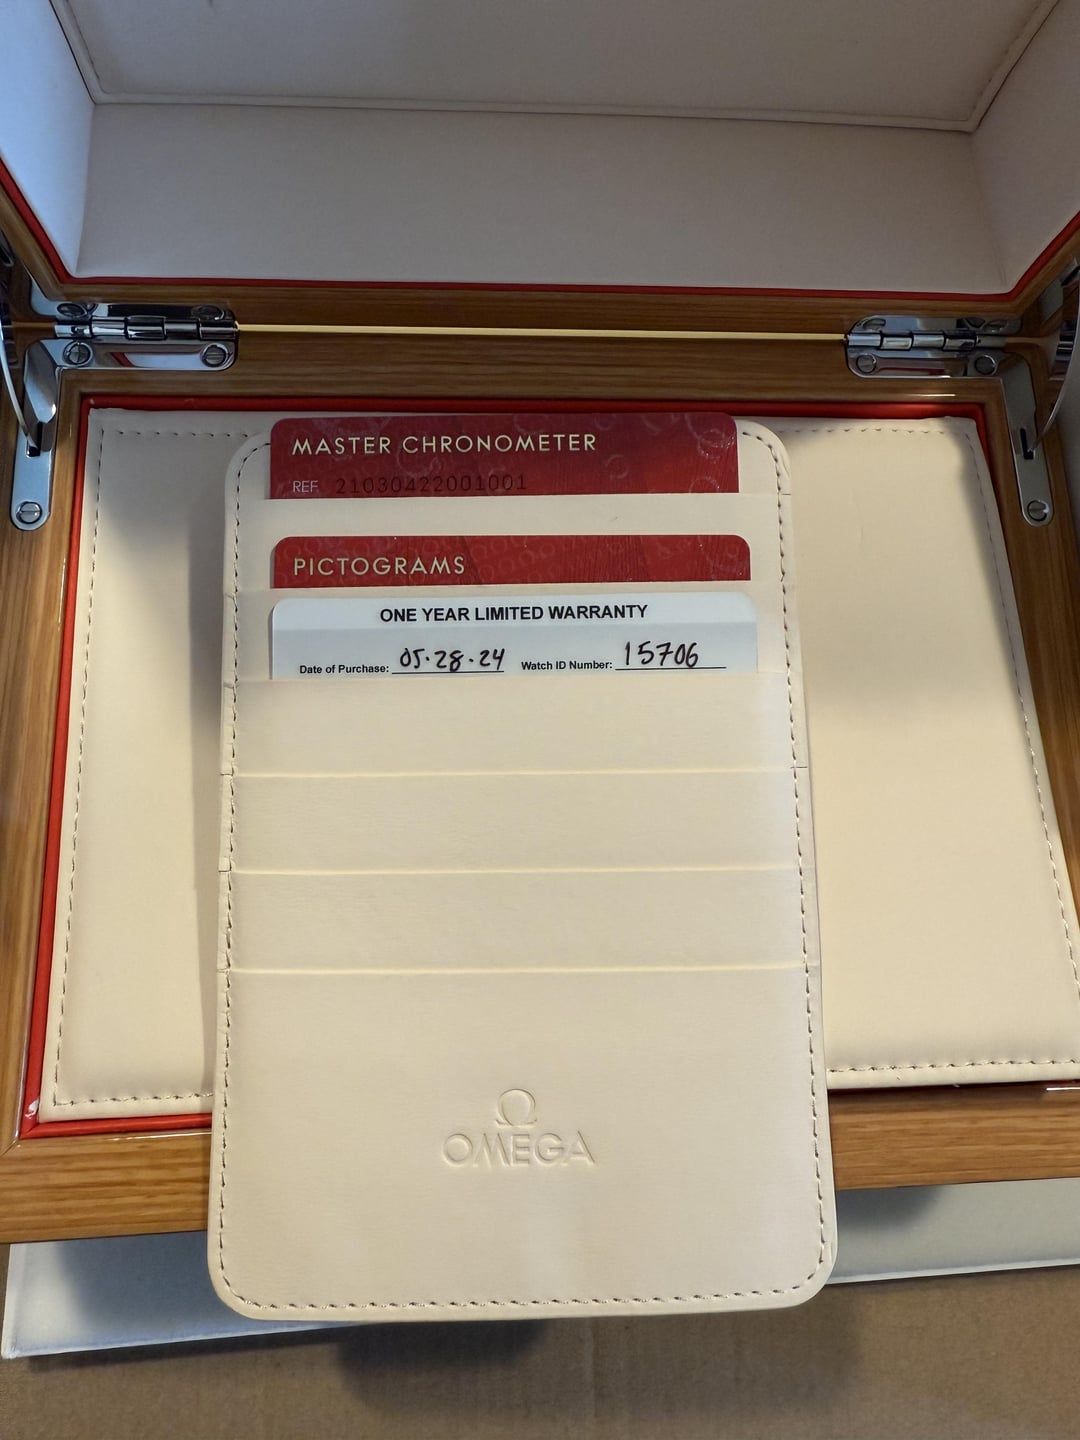 MASTER CHRONOMETER
REF. 21030422001001
PICTOGRAMS
ONE YEAR LIMITED WARRANTY
Date of Purchase: 05·28·24 Watch ID Number: 15706
Ω
OMEGA